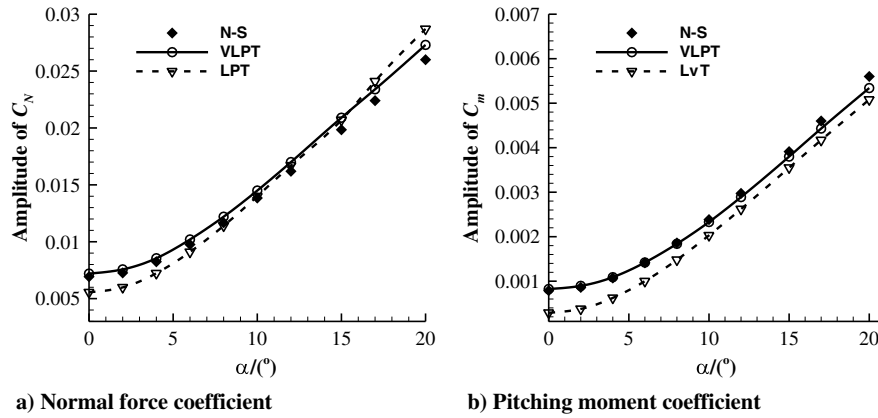 0.03
0.025
0.02
0.015
0.01
0.005
Amplitude of C_N
N-S
VLPT
LPT
0 5 10 15 20
α/(°)
a) Normal force coefficient
0.007
0.006
0.005
0.004
0.003
0.002
0.001
Amplitude of C_m
N-S
VLPT
LvT
0 5 10 15 20
α/(°)
b) Pitching moment coefficient